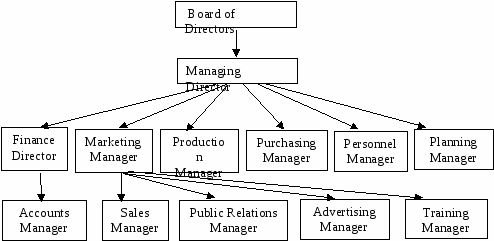 Board of
Directors
Managing
Director
Finance
Director
Marketing
Manager
Productio
n
Manager
Purchasing
Manager
Personnel
Manager
Planning
Manager
Accounts
Manager
Sales
Manager
Public Relations
Manager
Advertising
Manager
Training
Manager